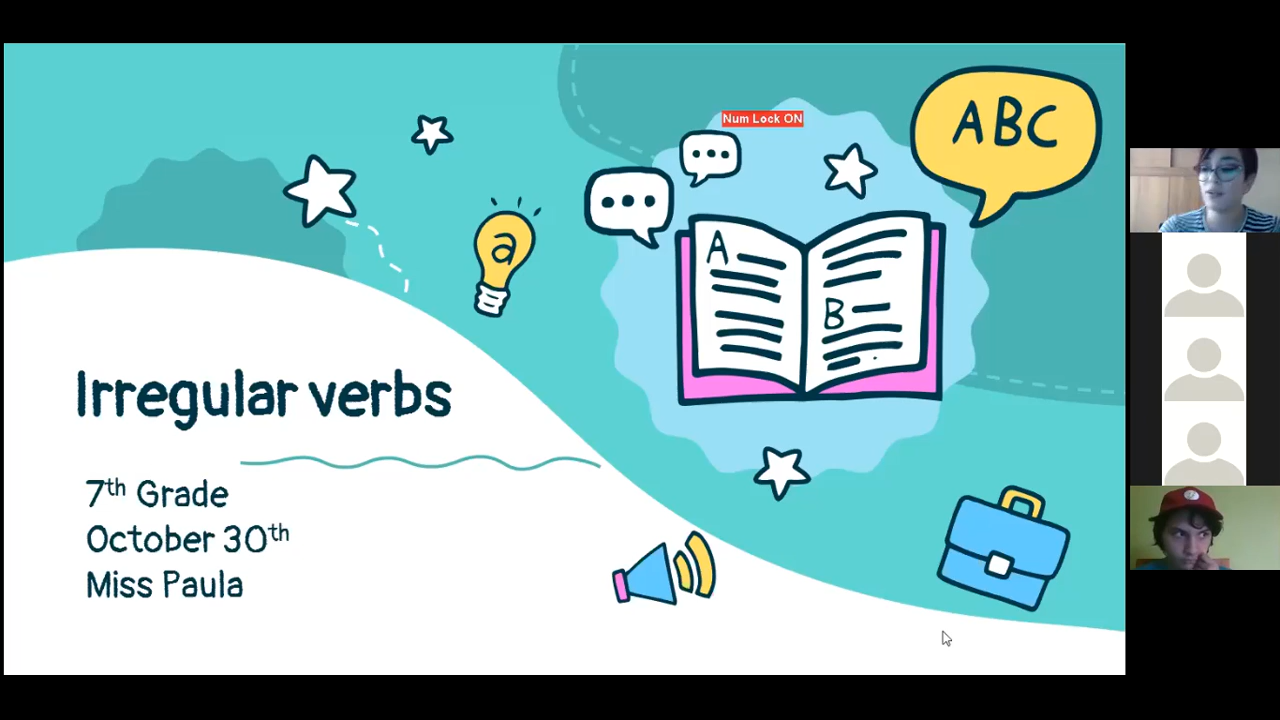 Num Lock ON
ABC
a
A
B
Irregular verbs
7th Grade
October 30th
Miss Paula